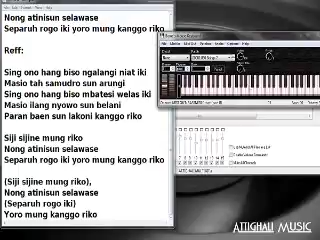 Nong atinisun selawase
Separuh rogo iki yoro mung kanggo riko
Reff:
Sing ono hang biso ngalangi niat iki
Masio tah samudro sun arungi
Sing ono hang biso mbatesi welas iki
Masio ilang nyowo sun belani
Paran baen sun lakoni kanggo riko
Siji sijine mung riko
Nong atinisun selawase
Separuh rogo iki yoro mung kanggo riko
(Siji sijine mung riko),
Nong atinisun selawase
(Separuh rogo iki)
Yoro mung kanggo riko
ATTIGHALI MUSIC